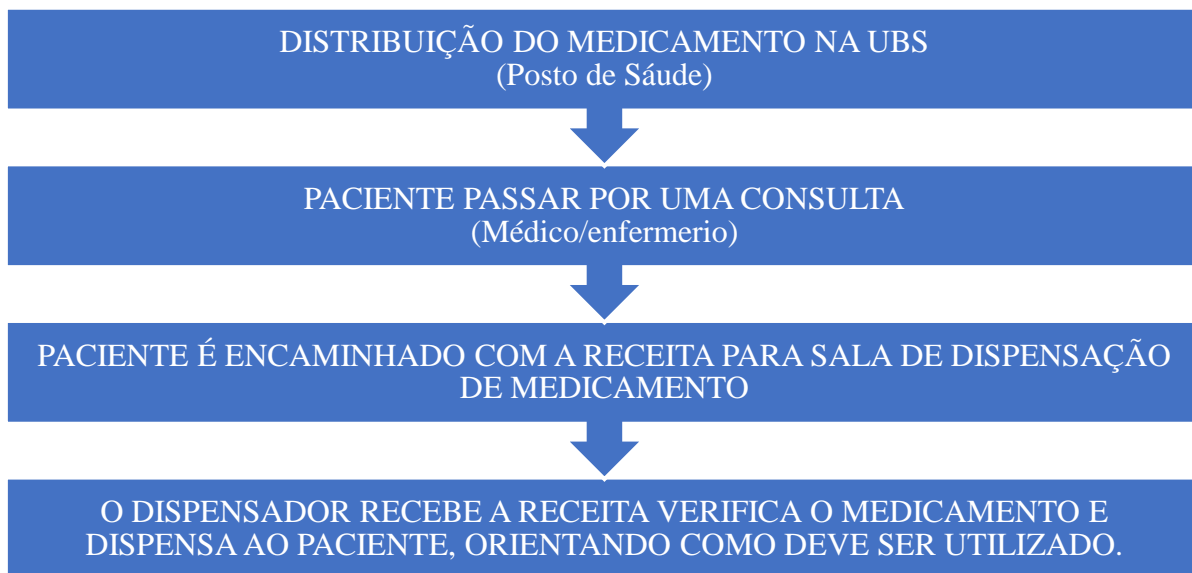 DISTRIBUIÇÃO DO MEDICAMENTO NA UBS
(Posto de Sáude)
PACIENTE PASSAR POR UMA CONSULTA
(Médico/enfermerio)
PACIENTE É ENCAMINHADO COM A RECEITA PARA SALA DE DISPENSAÇÃO
DE MEDICAMENTO
O DISPENSADOR RECEBE A RECEITA VERIFICA O MEDICAMENTO E
DISPENSA AO PACIENTE, ORIENTANDO COMO DEVE SER UTILIZADO.